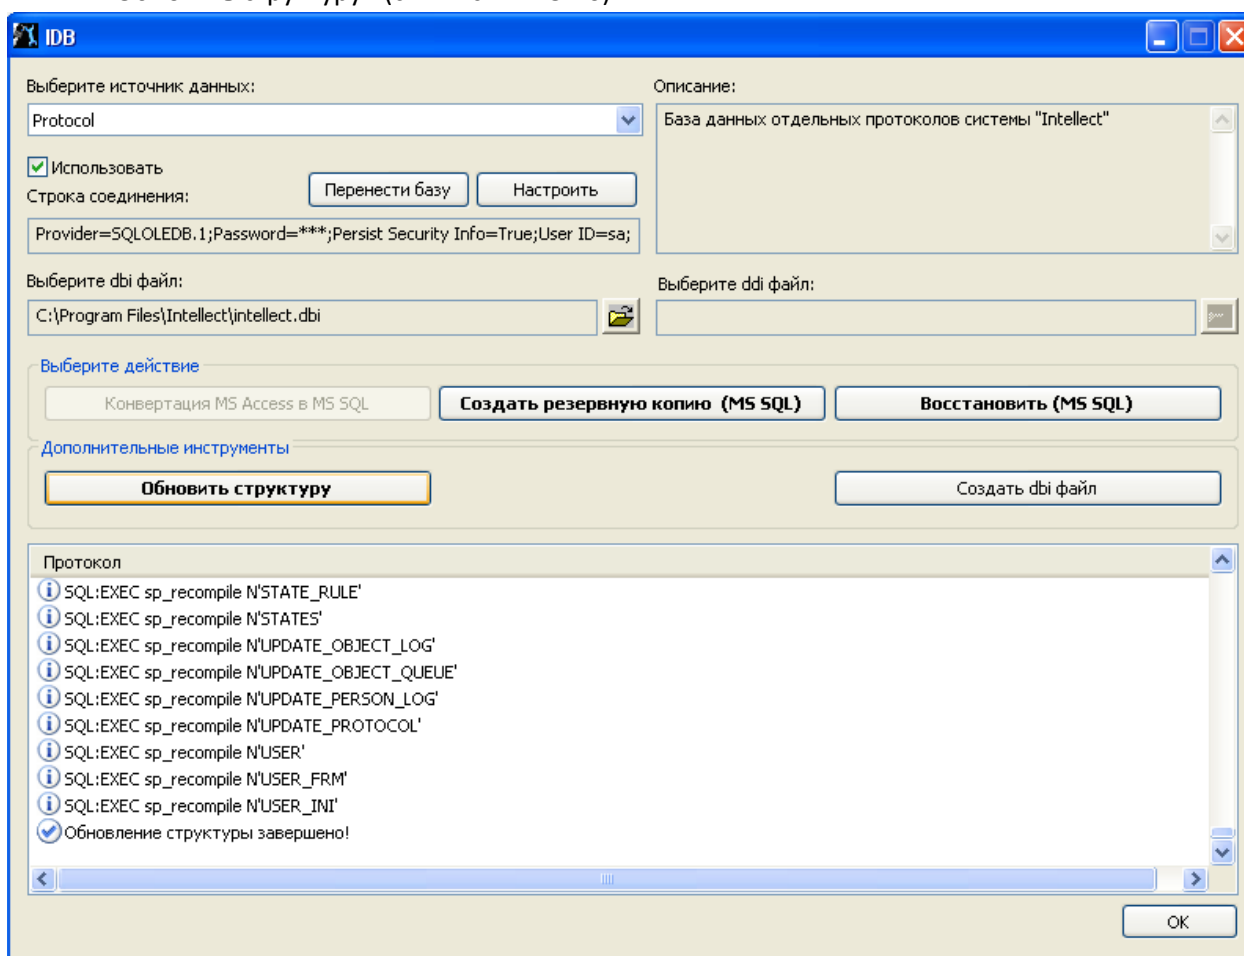 IDB
Выберите источник данных:
Описание:
Protocol
База данных отдельных протоколов системы "Intellect"
Использовать
Строка соединения:
Перенести базу
Настроить
Provider=SQLOLEDB.1;Password=***;Persist Security Info=True;User ID=sa;
Выберите dbi файл:
Выберите ddi файл:
C:\Program Files\Intellect\intellect.dbi
Выберите действие
Конвертация MS Access в MS SQL
Создать резервную копию (MS SQL)
Восстановить (MS SQL)
Дополнительные инструменты
Обновить структуру
Создать dbi файл
Протокол
SQL:EXEC sp_recompile N'STATE_RULE'
SQL:EXEC sp_recompile N'STATES'
SQL:EXEC sp_recompile N'UPDATE_OBJECT_LOG'
SQL:EXEC sp_recompile N'UPDATE_OBJECT_QUEUE'
SQL:EXEC sp_recompile N'UPDATE_PERSON_LOG'
SQL:EXEC sp_recompile N'UPDATE_PROTOCOL'
SQL:EXEC sp_recompile N'USER'
SQL:EXEC sp_recompile N'USER_FRM'
SQL:EXEC sp_recompile N'USER_INI'
Обновление структуры завершено!
OK